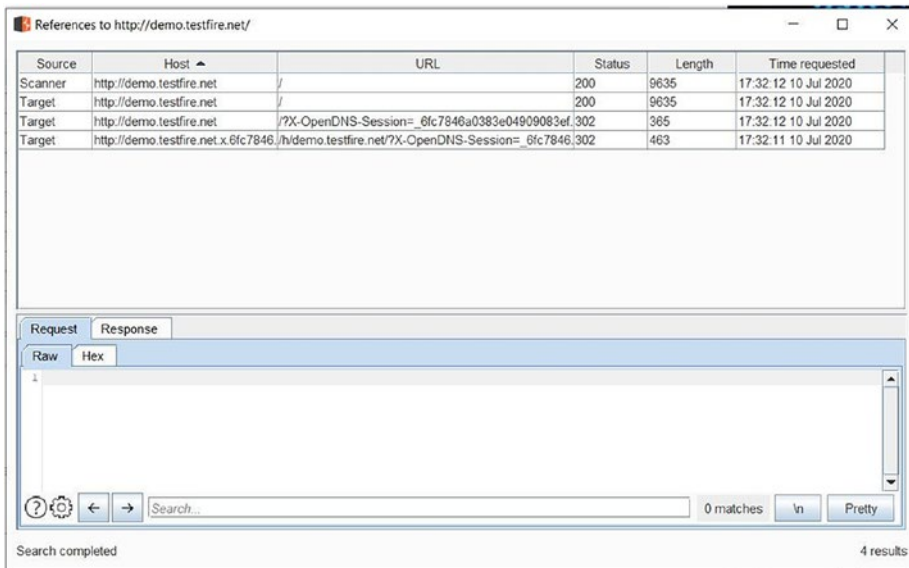 References to http://demo.testfire.net/
Source Host URL Status Length Time requested
Scanner http://demo.testfire.net / 200 9635 17:32:12 10 Jul 2020
Target http://demo.testfire.net / 200 9635 17:32:12 10 Jul 2020
Target http://demo.testfire.net /?X-OpenDNS-Session=_6fc7846a0383e04909083ef. 302 365 17:32:12 10 Jul 2020
Target http://demo.testfire.net.x.6fc7846. /h/demo.testfire.net/?X-OpenDNS-Session=_6fc7846. 302 463 17:32:11 10 Jul 2020
Request Response
Raw Hex
1
? Search... 0 matches \n Pretty
Search completed 4 results